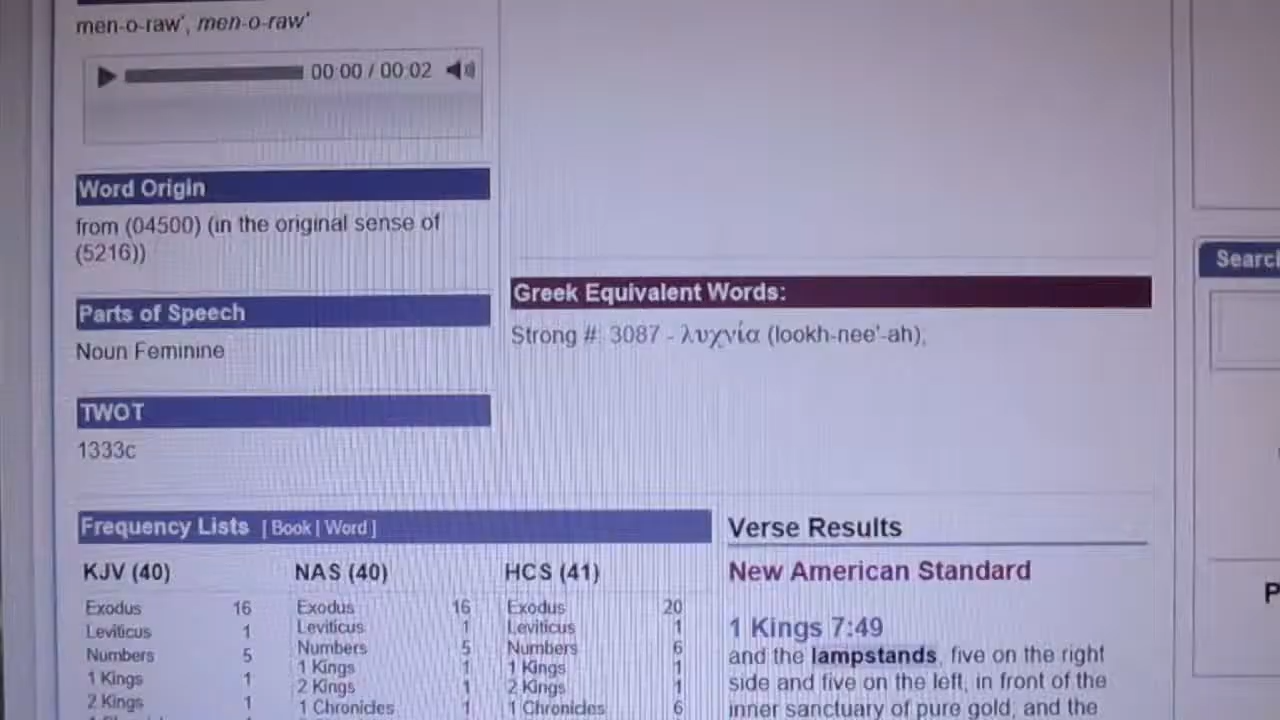 men-o-raw', men-o-raw'
00:00 / 00:02
Word Origin
from (04500) (in the original sense of
(5216))
Parts of Speech
Noun Feminine
TWOT
1333c
Greek Equivalent Words:
Strong #: 3087 - λυχνία (lookh-nee'-ah);
Frequency Lists [ Book | Word ]
KJV (40) NAS (40) HCS (41)
Exodus 16 Exodus 16 Exodus 20
Leviticus 1 Leviticus 1 Leviticus 1
Numbers 5 Numbers 5 Numbers 6
1 Kings 1 1 Kings 1 1 Kings 1
2 Kings 1 2 Kings 1 2 Kings 1
1 Chronicles 1 1 Chronicles 6
Verse Results
New American Standard
1 Kings 7:49
and the lampstands, five on the right
side and five on the left, in front of the
inner sanctuary of pure gold; and the